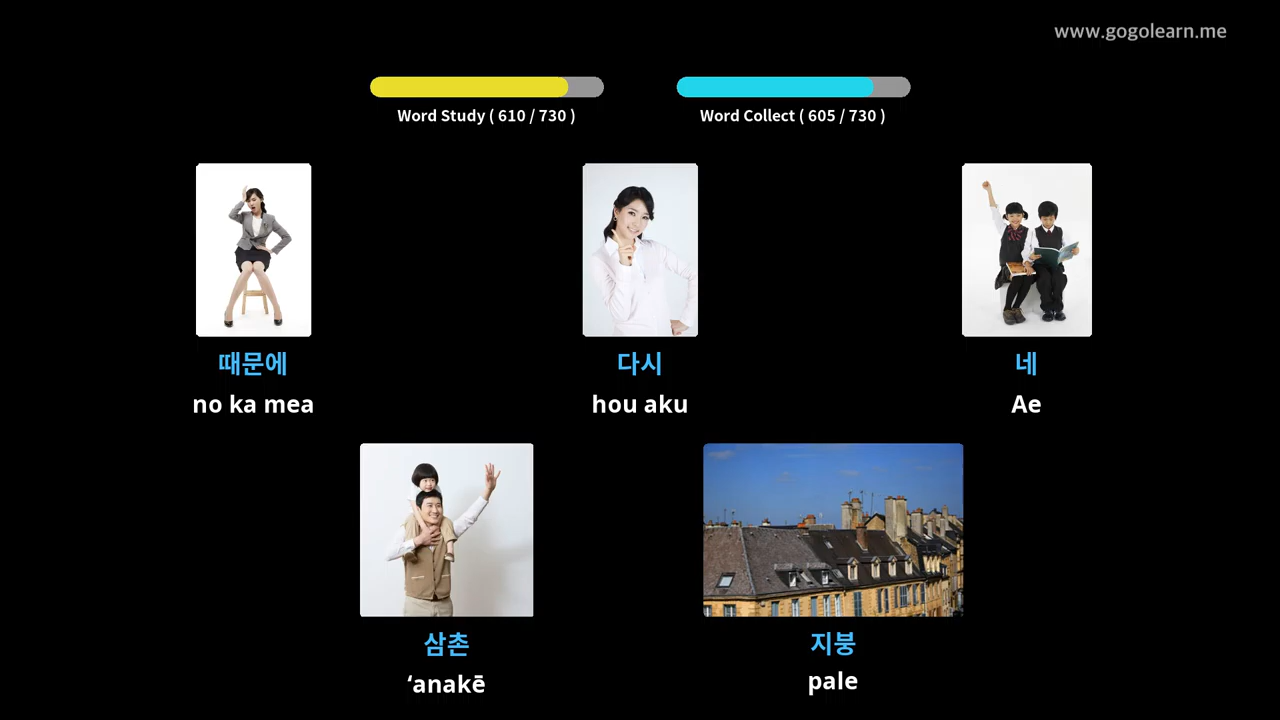 www.gogolearn.me
Word Study ( 610 / 730 )
Word Collect ( 605 / 730 )
때문에
no ka mea
다시
hou aku
네
Ae
삼촌
ʻanakē
지붕
pale